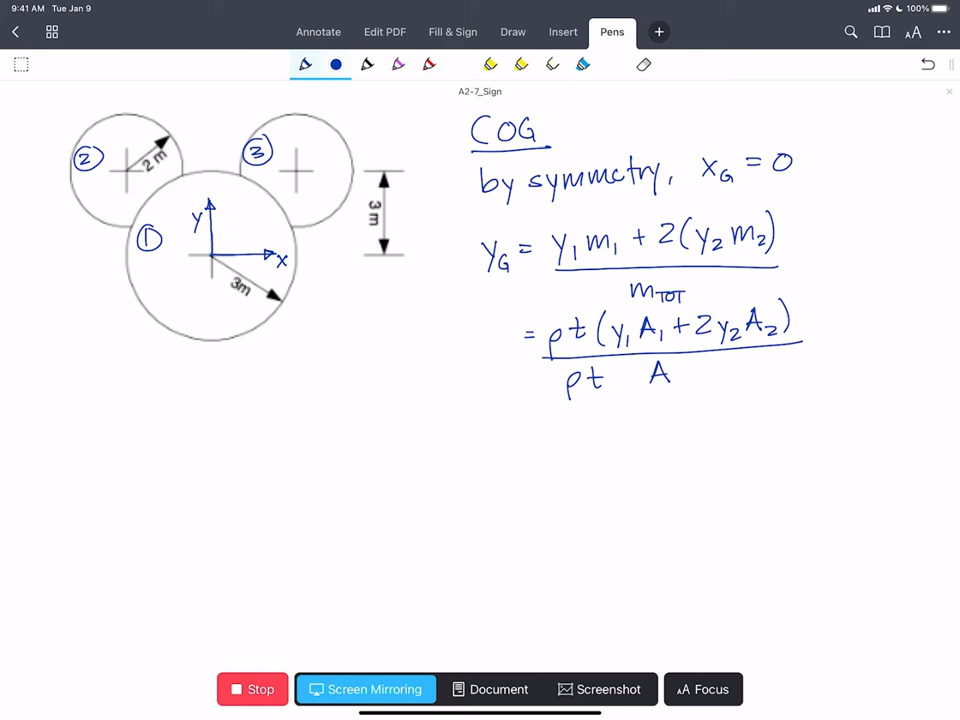 9:41 AM Tue Jan 9
100%
Annotate Edit PDF Fill & Sign Draw Insert Pens
AA
A2-7_Sign
② 2 m ③
3 m
① y x
3m
COG
by symmetry, xG = 0
yG = y1m1 + 2(y2m2)
mTOT
= ρt(y1A1 + 2y2A2)
ρt A
Stop Screen Mirroring Document Screenshot AA Focus